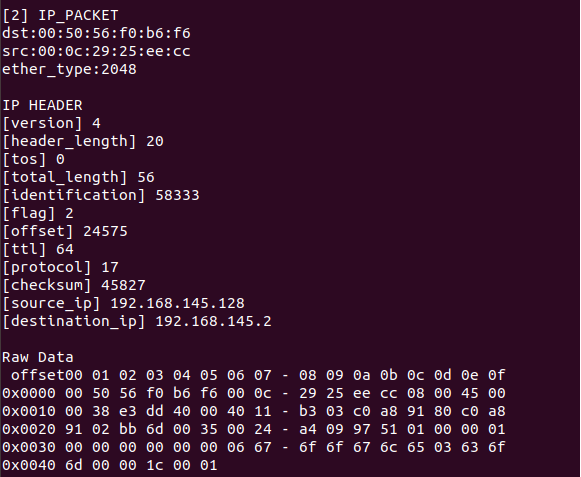 [2] IP_PACKET
dst:00:50:56:f0:b6:f6
src:00:0c:29:25:ee:cc
ether_type:2048
IP HEADER
[version] 4
[header_length] 20
[tos] 0
[total_length] 56
[identification] 58333
[flag] 2
[offset] 24575
[ttl] 64
[protocol] 17
[checksum] 45827
[source_ip] 192.168.145.128
[destination_ip] 192.168.145.2
Raw Data
 offset00 01 02 03 04 05 06 07 - 08 09 0a 0b 0c 0d 0e 0f
0x0000 00 50 56 f0 b6 f6 00 0c - 29 25 ee cc 08 00 45 00
0x0010 00 38 e3 dd 40 00 40 11 - b3 03 c0 a8 91 80 c0 a8
0x0020 91 02 bb 6d 00 35 00 24 - a4 09 97 51 01 00 00 01
0x0030 00 00 00 00 00 00 06 67 - 6f 6f 67 6c 65 03 63 6f
0x0040 6d 00 00 1c 00 01